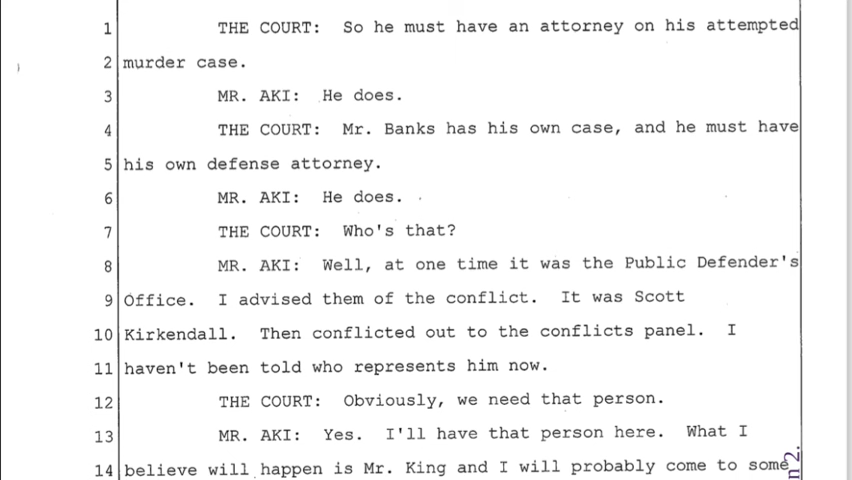 1 THE COURT: So he must have an attorney on his attempted
2 murder case.
3 MR. AKI: He does.
4 THE COURT: Mr. Banks has his own case, and he must have
5 his own defense attorney.
6 MR. AKI: He does.
7 THE COURT: Who's that?
8 MR. AKI: Well, at one time it was the Public Defender's
9 Office. I advised them of the conflict. It was Scott
10 Kirkendall. Then conflicted out to the conflicts panel. I
11 haven't been told who represents him now.
12 THE COURT: Obviously, we need that person.
13 MR. AKI: Yes. I'll have that person here. What I
14 believe will happen is Mr. King and I will probably come to some
n 2.